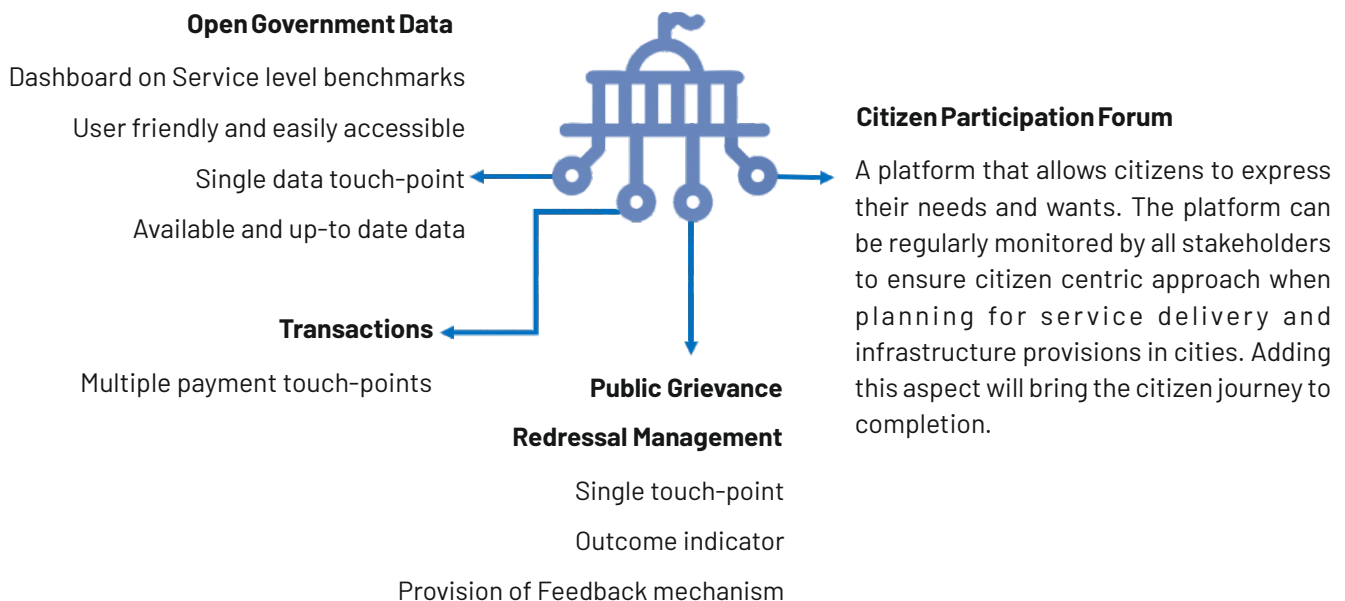 Open Government Data
Dashboard on Service level benchmarks
User friendly and easily accessible
Single data touch-point
Available and up-to date data
Transactions
Multiple payment touch-points
Public Grievance
Redressal Management
Single touch-point
Outcome indicator
Provision of Feedback mechanism
Citizen Participation Forum
A platform that allows citizens to express
their needs and wants. The platform can
be regularly monitored by all stakeholders
to ensure citizen centric approach when
planning for service delivery and
infrastructure provisions in cities. Adding
this aspect will bring the citizen journey to
completion.